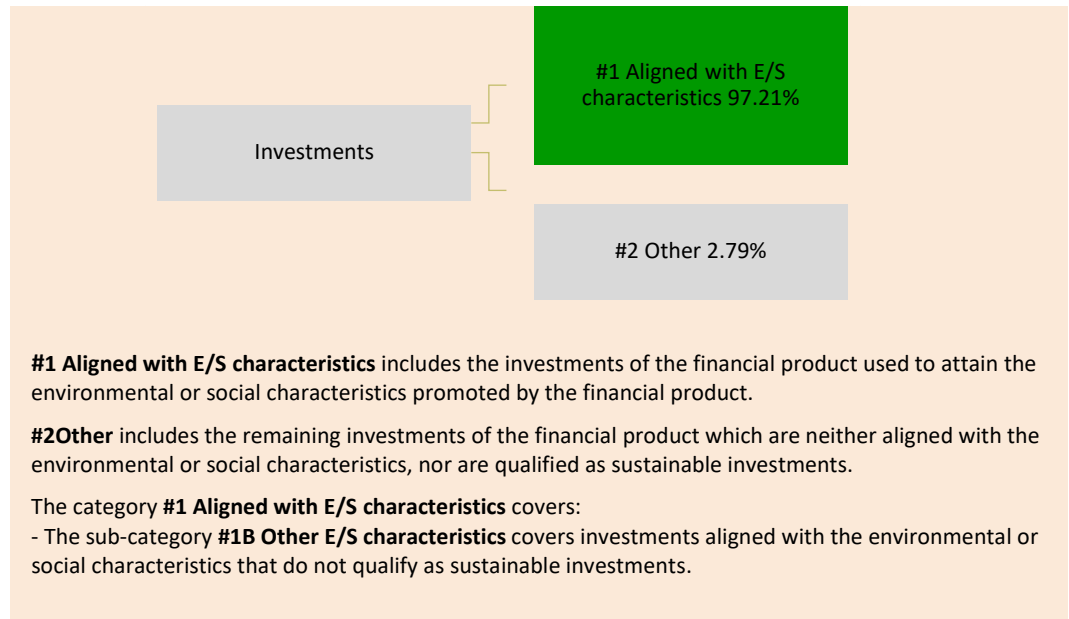 #1 Aligned with E/S
characteristics 97.21%
Investments
#2 Other 2.79%
#1 Aligned with E/S characteristics includes the investments of the financial product used to attain the
environmental or social characteristics promoted by the financial product.
#2Other includes the remaining investments of the financial product which are neither aligned with the
environmental or social characteristics, nor are qualified as sustainable investments.
The category #1 Aligned with E/S characteristics covers:
- The sub-category #1B Other E/S characteristics covers investments aligned with the environmental or
social characteristics that do not qualify as sustainable investments.